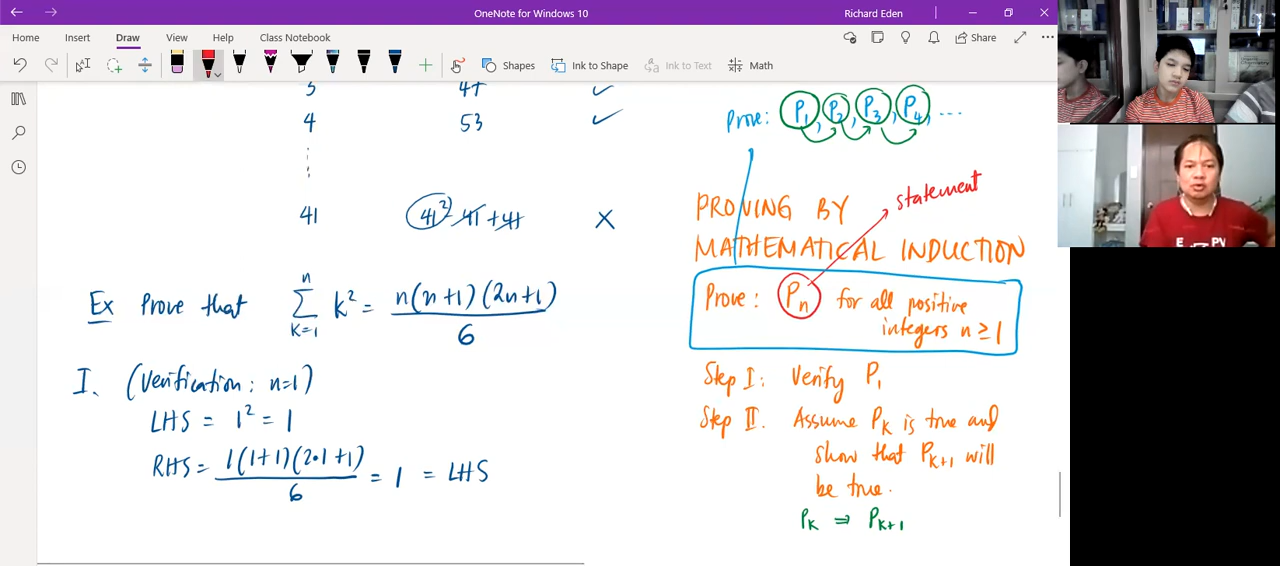 OneNote for Windows 10
Richard Eden
Home Insert Draw View Help Class Notebook
Share
Shapes Ink to Shape Ink to Text Math
3 47 ✓
4 53 ✓
41 41² - 41 + 41 X
Ex Prove that \sum_{k=1}^{n} k² = \frac{n(n+1)(2n+1)}{6}
I. (Verification: n=1)
LHS = 1² = 1
RHS = \frac{1(1+1)(2·1+1)}{6} = 1 = LHS
Prove: P₁, P₂, P₃, P₄, ...
statement
PROVING BY
MATHEMATICAL INDUCTION
Prove: Pₙ for all positive
integers n ≥ 1
Step I: Verify P₁
Step II. Assume Pₖ is true and
show that Pₖ₊₁ will
be true.
Pₖ ⇒ Pₖ₊₁